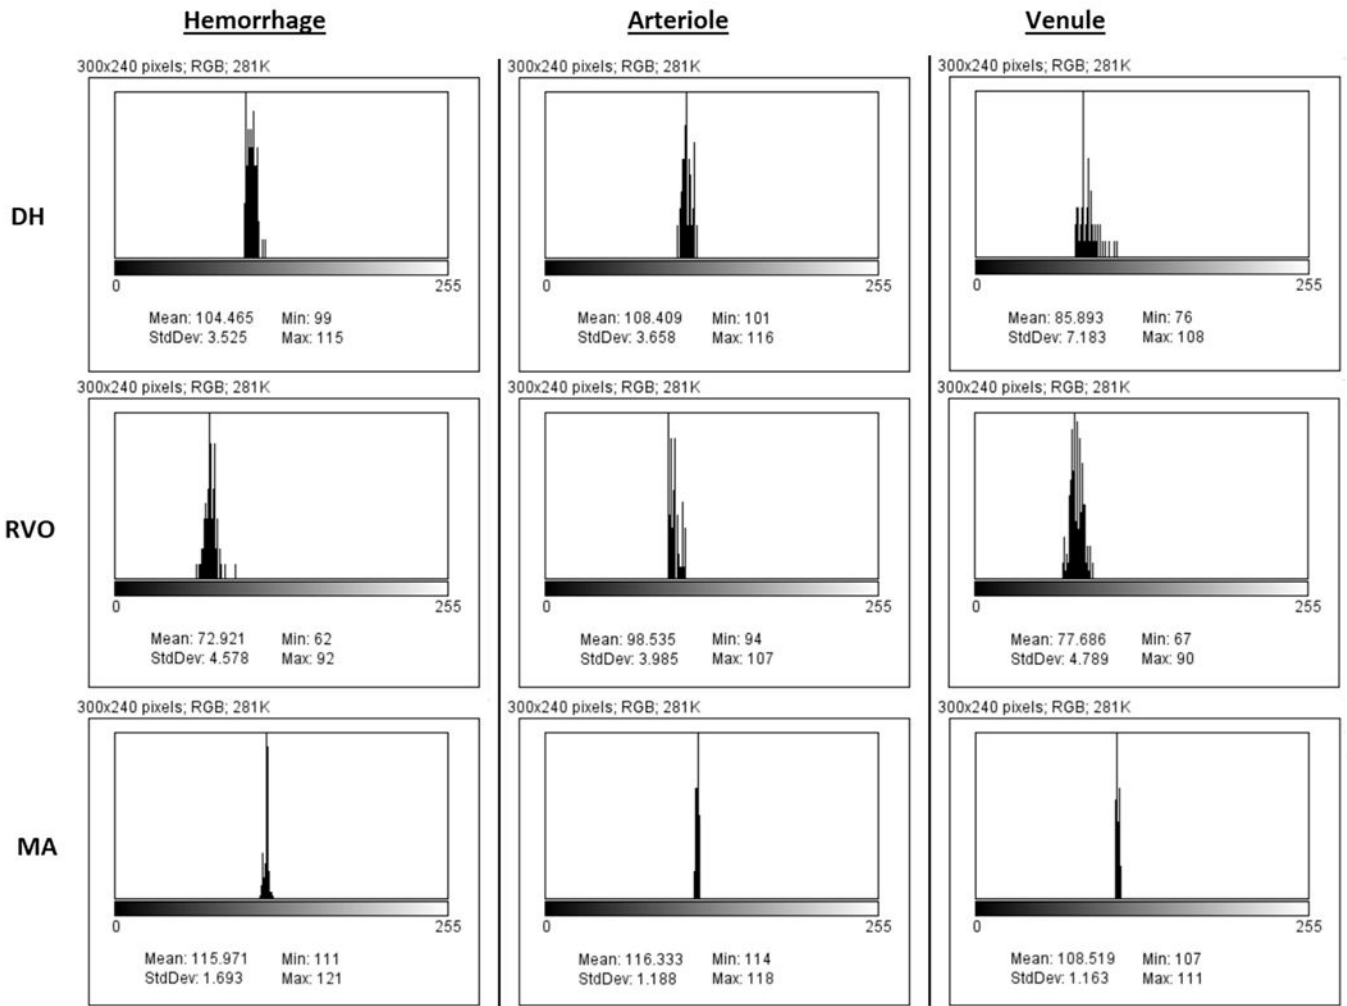 Hemorrhage Arteriole Venule
300x240 pixels; RGB; 281K 300x240 pixels; RGB; 281K 300x240 pixels; RGB; 281K
DH
0 255 0 255 0 255
Mean: 104.465 Min: 99 Mean: 108.409 Min: 101 Mean: 85.893 Min: 76
StdDev: 3.525 Max: 115 StdDev: 3.658 Max: 116 StdDev: 7.183 Max: 108
300x240 pixels; RGB; 281K 300x240 pixels; RGB; 281K 300x240 pixels; RGB; 281K
RVO
0 255 0 255 0 255
Mean: 72.921 Min: 62 Mean: 98.535 Min: 94 Mean: 77.686 Min: 67
StdDev: 4.578 Max: 92 StdDev: 3.985 Max: 107 StdDev: 4.789 Max: 90
300x240 pixels; RGB; 281K 300x240 pixels; RGB; 281K 300x240 pixels; RGB; 281K
MA
0 255 0 255 0 255
Mean: 115.971 Min: 111 Mean: 116.333 Min: 114 Mean: 108.519 Min: 107
StdDev: 1.693 Max: 121 StdDev: 1.188 Max: 118 StdDev: 1.163 Max: 111